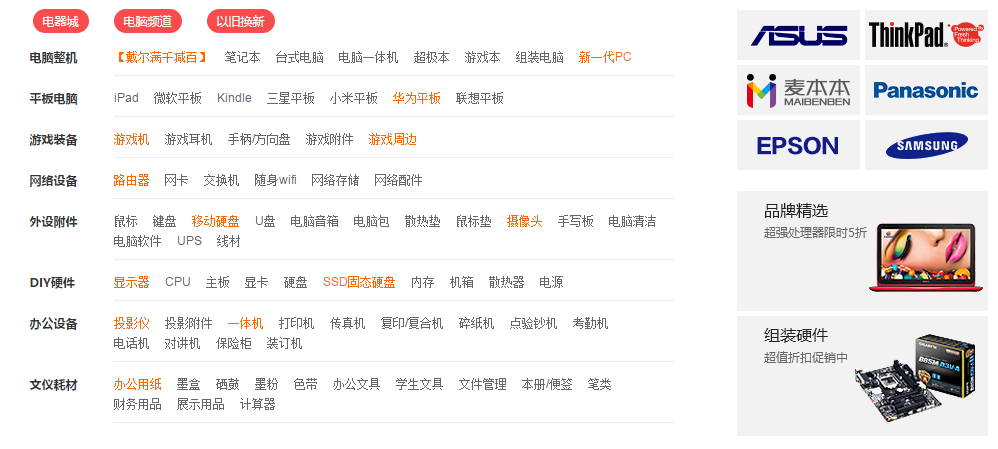 电器城 电脑频道 以旧换新
电脑整机 【戴尔满千减百】 笔记本 台式电脑 电脑一体机 超极本 游戏本 组装电脑 新一代PC
平板电脑 iPad 微软平板 Kindle 三星平板 小米平板 华为平板 联想平板
游戏装备 游戏机 游戏耳机 手柄/方向盘 游戏附件 游戏周边
网络设备 路由器 网卡 交换机 随身wifi 网络存储 网络配件
外设附件 鼠标 键盘 移动硬盘 U盘 电脑音箱 电脑包 散热垫 鼠标垫 摄像头 手写板 电脑清洁
电脑软件 UPS 线材
DIY硬件 显示器 CPU 主板 显卡 硬盘 SSD固态硬盘 内存 机箱 散热器 电源
办公设备 投影仪 投影附件 一体机 打印机 传真机 复印/复合机 碎纸机 点验钞机 考勤机
电话机 对讲机 保险柜 装订机
文仪耗材 办公用纸 墨盒 硒鼓 墨粉 色带 办公文具 学生文具 文件管理 本册/便签 笔类
财务用品 展示用品 计算器
ASUS ThinkPad Powered by Fresh Thinking
麦本本 MAIBENBEN Panasonic
EPSON SAMSUNG
品牌精选
超强处理器限时5折
组装硬件
超值折扣促销中
GIGABYTE
B85M-D3V-A